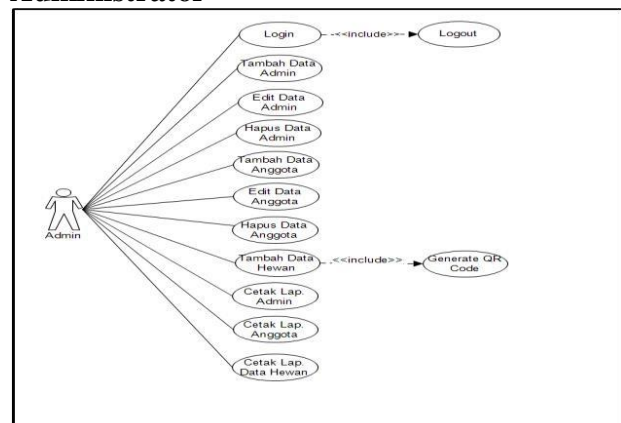 Administrator
Login
<<include>>
Logout
Tambah Data
Admin
Edit Data
Admin
Hapus Data
Admin
Tambah Data
Anggota
Edit Data
Anggota
Hapus Data
Anggota
Admin
Tambah Data
Hewan
<<include>>
Generate QR
Code
Cetak Lap.
Admin
Cetak Lap.
Anggota
Cetak Lap.
Data Hewan